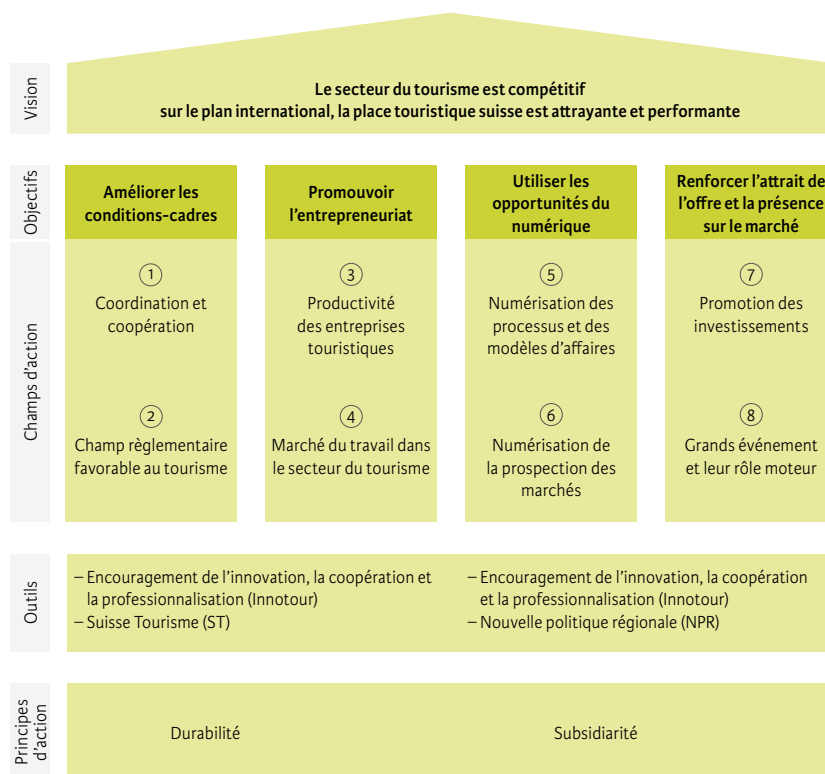 Vision
Le secteur du tourisme est compétitif
sur le plan international, la place touristique suisse est attrayante et performante
Objectifs
Améliorer les
conditions-cadres
Promouvoir
l'entrepreneuriat
Utiliser les
opportunités du
numérique
Renforcer l'attrait de
l'offre et la présence
sur le marché
Champs d'action
1
Coordination et
coopération
2
Champ règlementaire
favorable au tourisme
3
Productivité
des entreprises
touristiques
4
Marché du travail dans
le secteur du tourisme
5
Numérisation des
processus et des
modèles d'affaires
6
Numérisation de
la prospection des
marchés
7
Promotion des
investissements
8
Grands événement
et leur rôle moteur
Outils
– Encouragement de l'innovation, la coopération et
la professionnalisation (Innotour)
– Suisse Tourisme (ST)
– Encouragement de l'innovation, la coopération
et la professionnalisation (Innotour)
– Nouvelle politique régionale (NPR)
Principes
d'action
Durabilité
Subsidiarité